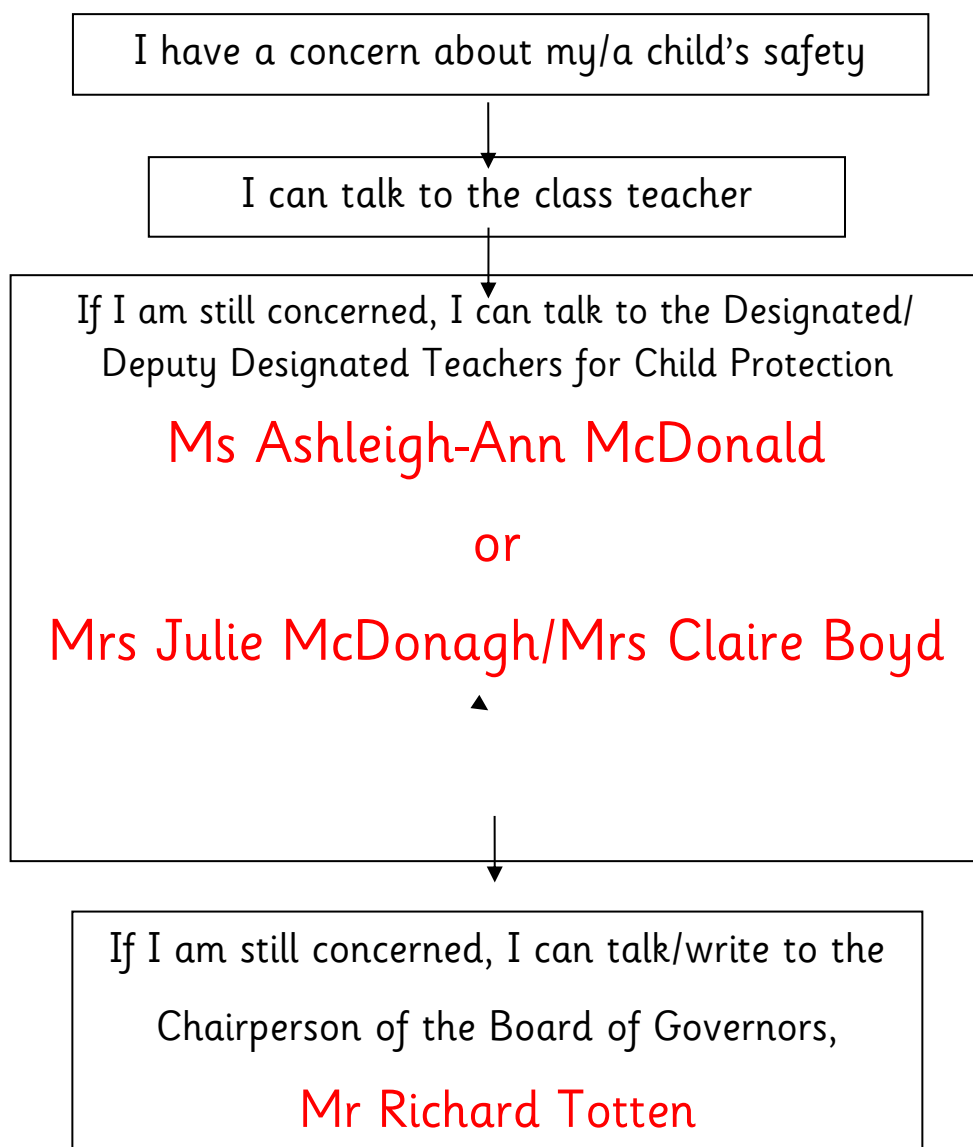 I have a concern about my/a child’s safety
I can talk to the class teacher
If I am still concerned, I can talk to the Designated/
Deputy Designated Teachers for Child Protection
Ms Ashleigh-Ann McDonald
or
Mrs Julie McDonagh/Mrs Claire Boyd
If I am still concerned, I can talk/write to the
Chairperson of the Board of Governors,
Mr Richard Totten